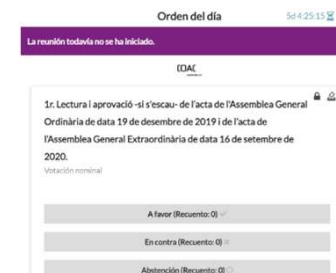 Orden del día
5d 4:25:15
La reunión todavía no se ha iniciado.
COAC
1r. Lectura i aprovació -si s'escau- de l'acta de l'Assemblea General
Ordinària de data 19 de desembre de 2019 i de l'acta de
l'Assemblea General Extraordinària de data 16 de setembre de
2020.
Votación nominal
A favor (Recuento: 0)
En contra (Recuento: 0)
Abstención (Recuento: 0)